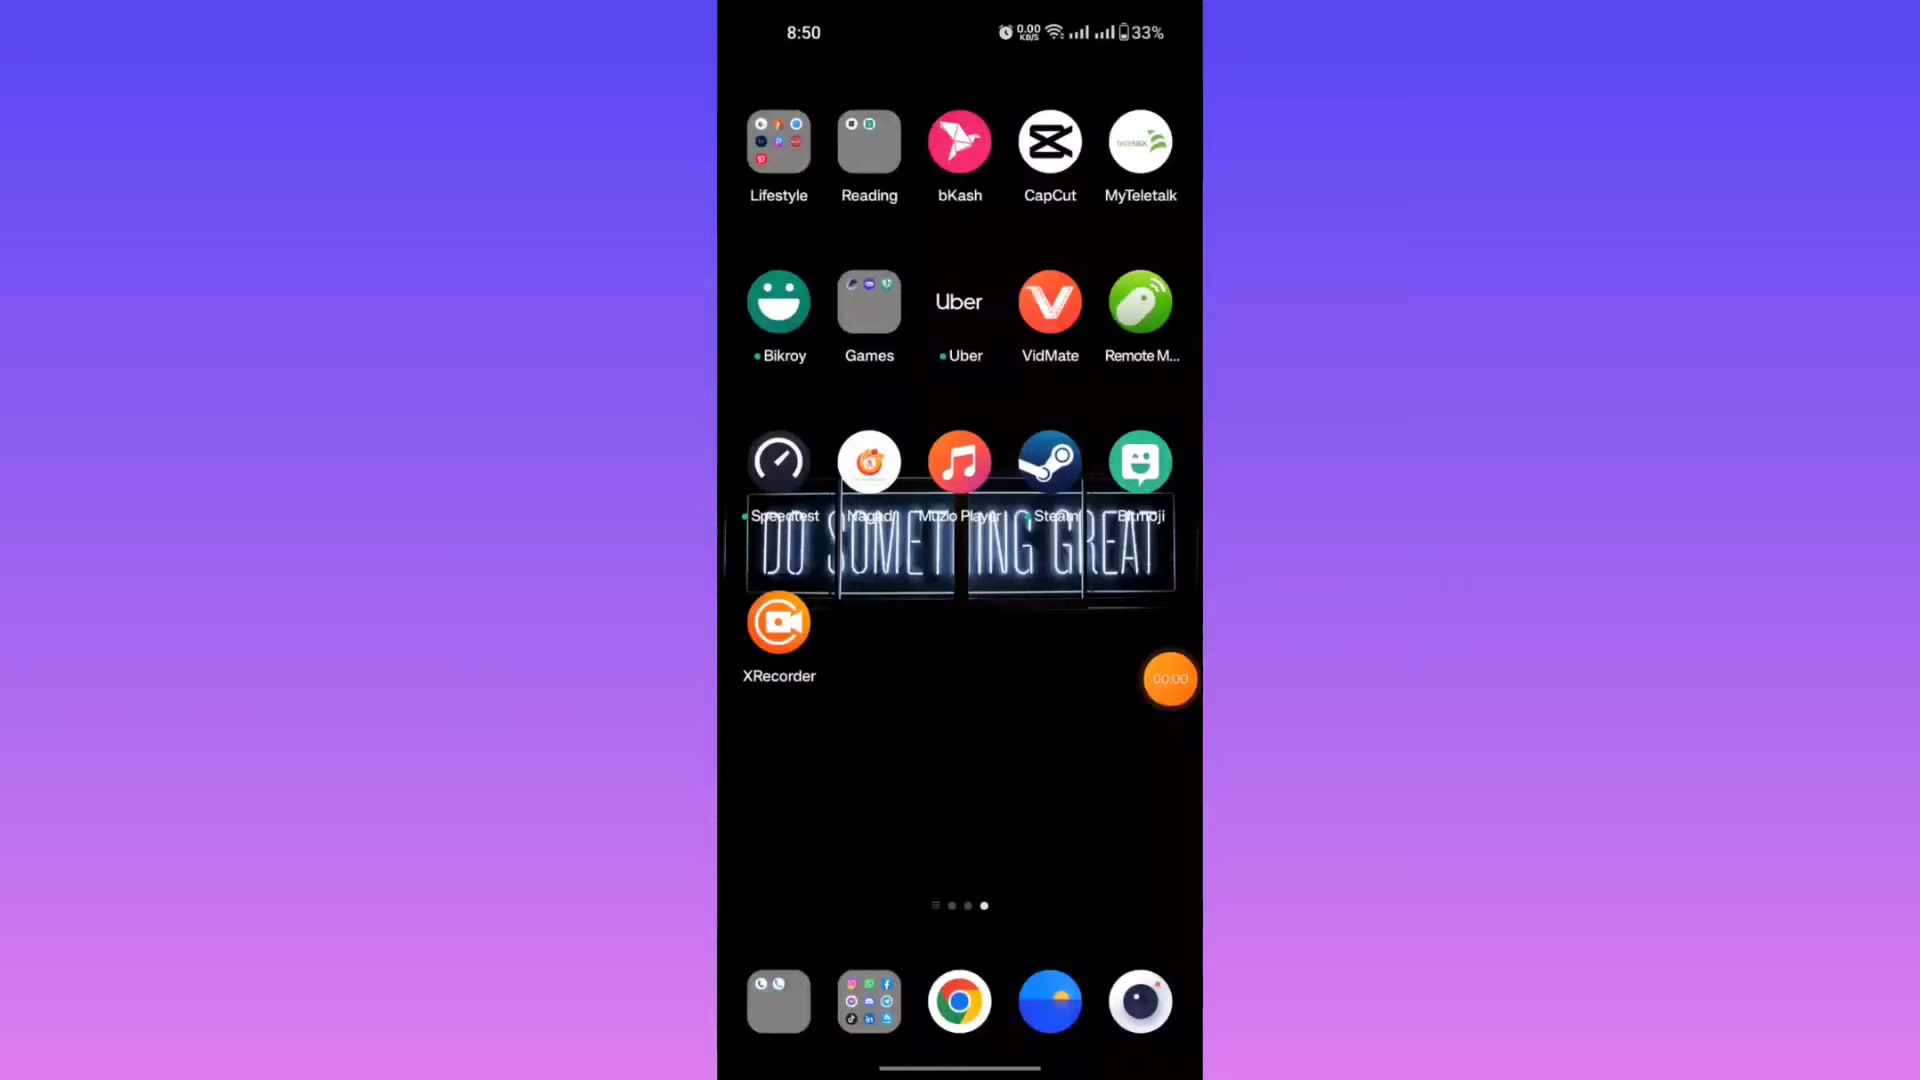 8:50 0.00 KB/S 33%
teletalk
Lifestyle Reading bKash CapCut MyTeletalk
Uber
Bikroy Games Uber VidMate Remote M...
Speedtest Nagad Muzio Player Steam Bitmoji
DO SOMETHING GREAT
XRecorder
00:00